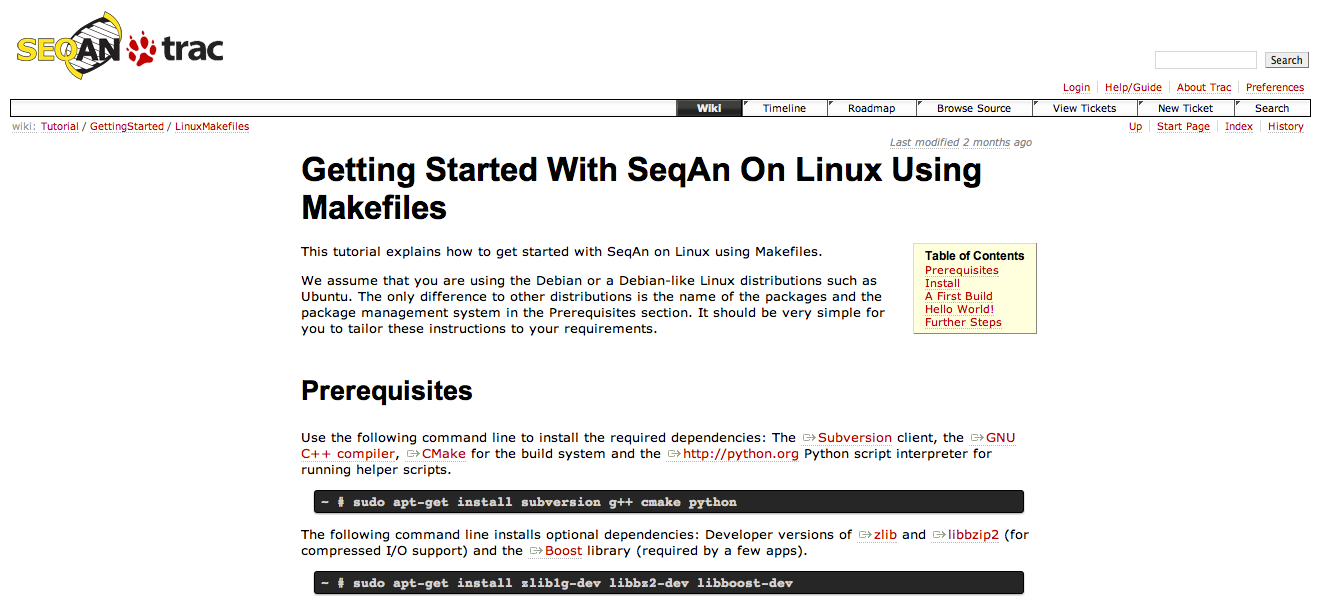 SEQAN trac
Search
Login Help/Guide About Trac Preferences
Wiki Timeline Roadmap Browse Source View Tickets New Ticket Search
wiki: Tutorial / GettingStarted / LinuxMakefiles
Up Start Page Index History
Last modified 2 months ago
Getting Started With SeqAn On Linux Using
Makefiles
This tutorial explains how to get started with SeqAn on Linux using Makefiles.
We assume that you are using the Debian or a Debian-like Linux distributions such as
Ubuntu. The only difference to other distributions is the name of the packages and the
package management system in the Prerequisites section. It should be very simple for
you to tailor these instructions to your requirements.
Table of Contents
Prerequisites
Install
A First Build
Hello World!
Further Steps
Prerequisites
Use the following command line to install the required dependencies: The Subversion client, the GNU
C++ compiler, CMake for the build system and the http://python.org Python script interpreter for
running helper scripts.
~ # sudo apt-get install subversion g++ cmake python
The following command line installs optional dependencies: Developer versions of zlib and libbzip2 (for
compressed I/O support) and the Boost library (required by a few apps).
~ # sudo apt-get install zlib1g-dev libbz2-dev libboost-dev